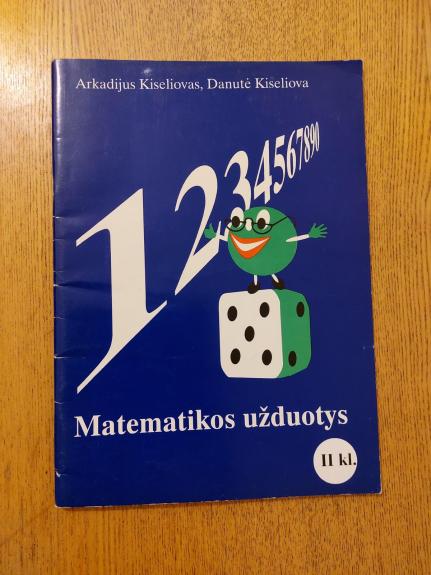 Arkadijus Kiseliovas, Danutė Kiseliova
1234567890
Matematikos užduotys
II kl.